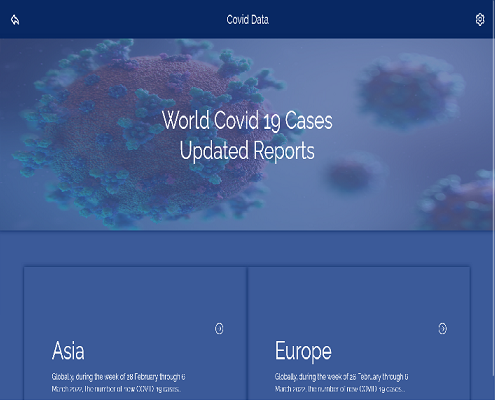 Covid Data
World Covid 19 Cases
Updated Reports
Asia
Globally, during the week of 28 February through 6
March 2022, the number of new COVID-19 cases...
Europe
Globally, during the week of 28 February through 6
March 2022, the number of new COVID-19 cases...